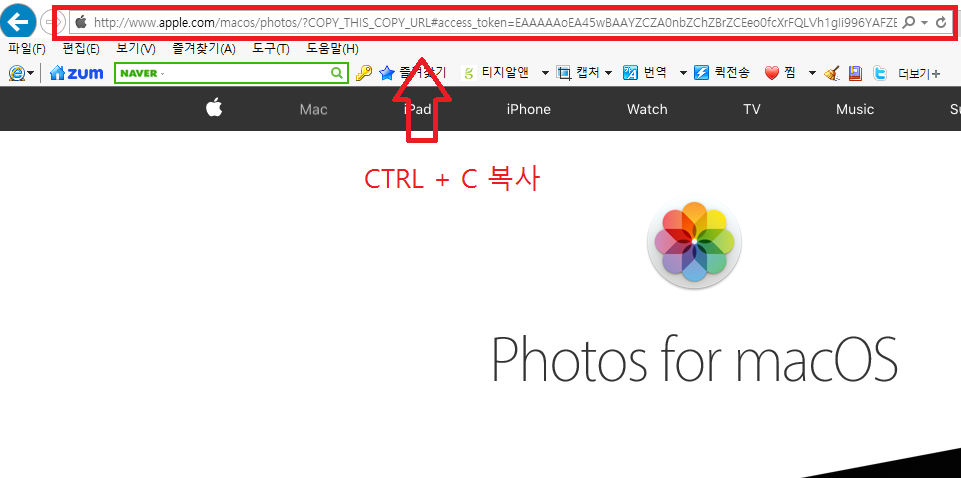 http://www.apple.com/macos/photos/?COPY_THIS_COPY_URL#access_token=EAAAAAoEA45wBAAYZCZA0nbZChZBrZCEeo0fcXrFQLVh1gIi996YAFZE
파일(F) 편집(E) 보기(V) 즐겨찾기(A) 도구(T) 도움말(H)
zum NAVER 즐겨찾기 티지알앤 캡처 번역 퀵전송 찜 더보기+
Mac iPad iPhone Watch TV Music Su
CTRL + C 복사
Photos for macOS